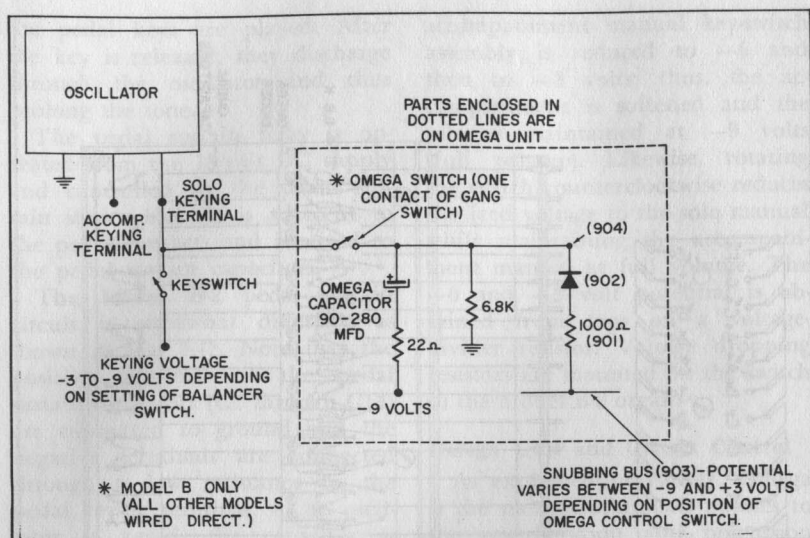 OSCILLATOR
PARTS ENCLOSED IN
DOTTED LINES ARE
ON OMEGA UNIT
ACCOMP.
KEYING
TERMINAL
SOLO
KEYING
TERMINAL
* OMEGA SWITCH (ONE
CONTACT OF GANG
SWITCH)
(904)
KEYSWITCH
OMEGA
CAPACITOR
90-280
MFD
6.8K
(902)
1000Ω
(901)
22Ω
-9 VOLTS
KEYING VOLTAGE
-3 TO -9 VOLTS DEPENDING
ON SETTING OF BALANCER
SWITCH.
* MODEL B ONLY
(ALL OTHER MODELS
WIRED DIRECT.)
SNUBBING BUS (903)-POTENTIAL
VARIES BETWEEN -9 AND +3 VOLTS
DEPENDING ON POSITION OF
OMEGA CONTROL SWITCH.